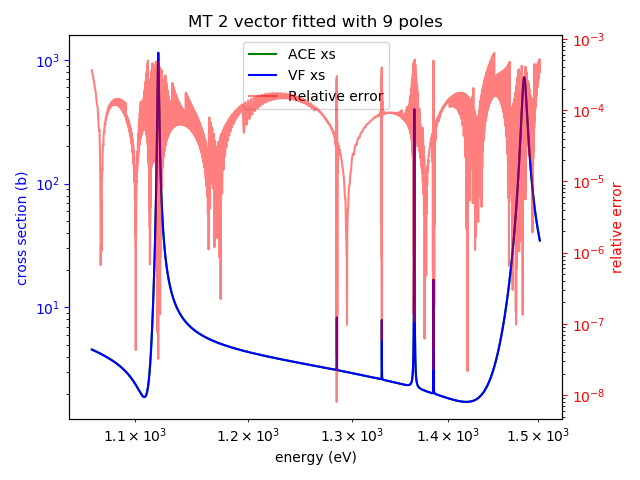 MT 2 vector fitted with 9 poles
ACE xs
VF xs
Relative error
cross section (b)
10³
10²
10¹
relative error
10⁻³
10⁻⁴
10⁻⁵
10⁻⁶
10⁻⁷
10⁻⁸
1.1 × 10³ 1.2 × 10³ 1.3 × 10³ 1.4 × 10³ 1.5 × 10³
energy (eV)